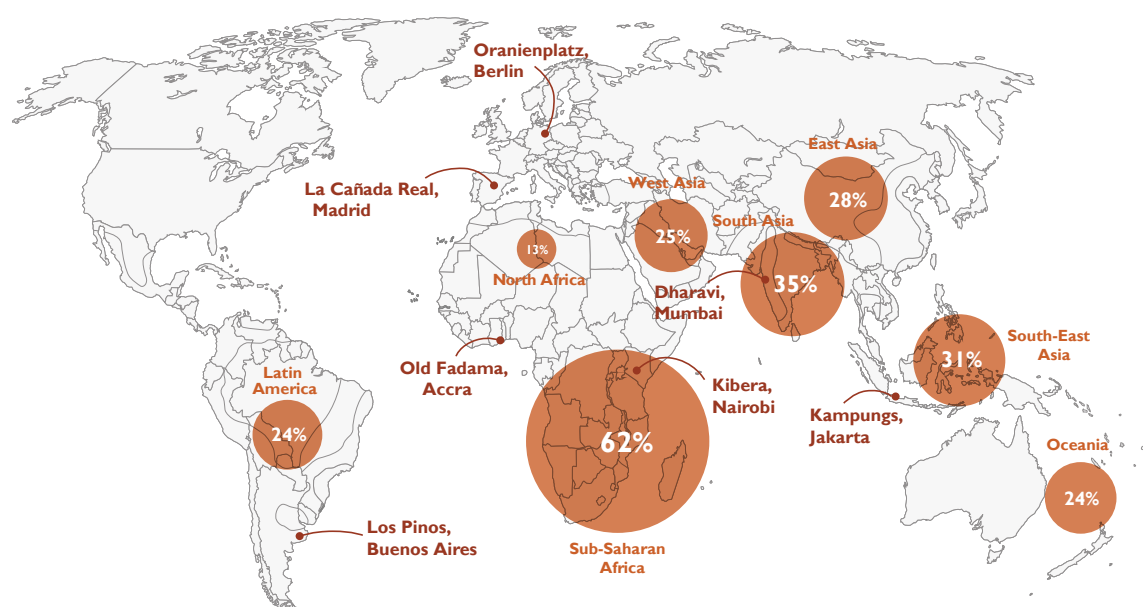 Oranienplatz,
Berlin
East Asia
28%
La Cañada Real,
Madrid
West Asia
25%
South Asia
35%
13%
North Africa
Dharavi,
Mumbai
Old Fadama,
Accra
Kibera,
Nairobi
South-East
Asia
31%
Kampungs,
Jakarta
Latin
America
24%
62%
Sub-Saharan
Africa
Oceania
24%
Los Pinos,
Buenos Aires